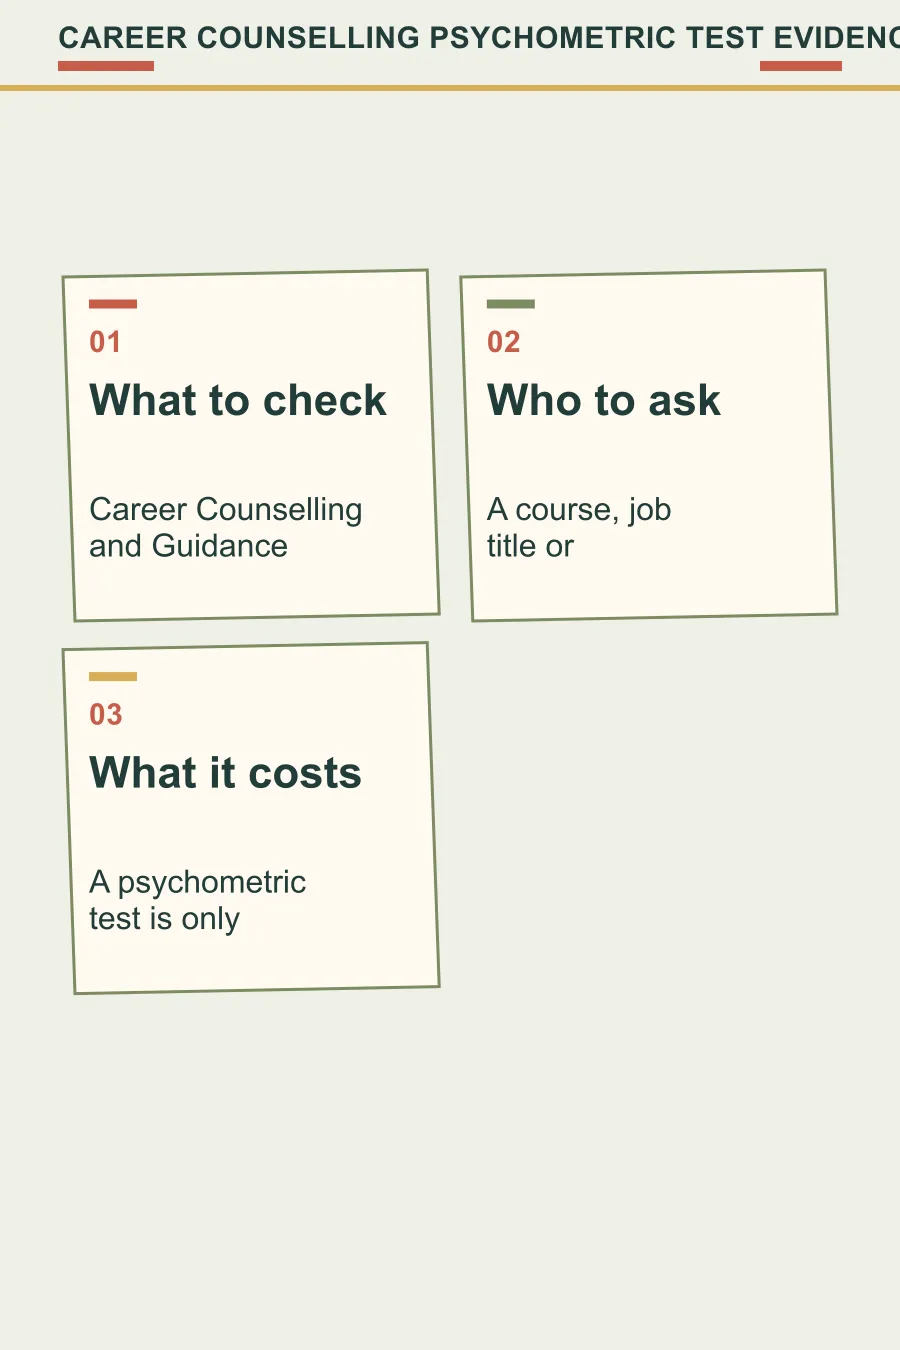 CAREER COUNSELLING PSYCHOMETRIC TEST
01
What to check
Career Counselling
and Guidance
02
Who to ask
A course, job
title or
03
What it costs
A psychometric
test is only